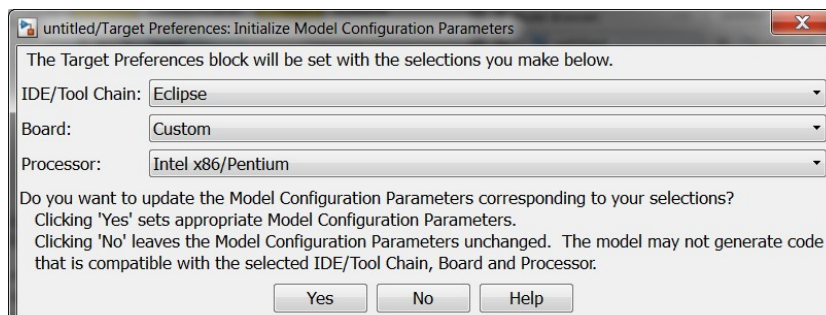 untitled/Target Preferences: Initialize Model Configuration Parameters
The Target Preferences block will be set with the selections you make below.
IDE/Tool Chain: Eclipse
Board: Custom
Processor: Intel x86/Pentium
Do you want to update the Model Configuration Parameters corresponding to your selections?
Clicking 'Yes' sets appropriate Model Configuration Parameters.
Clicking 'No' leaves the Model Configuration Parameters unchanged. The model may not generate code
that is compatible with the selected IDE/Tool Chain, Board and Processor.
Yes No Help